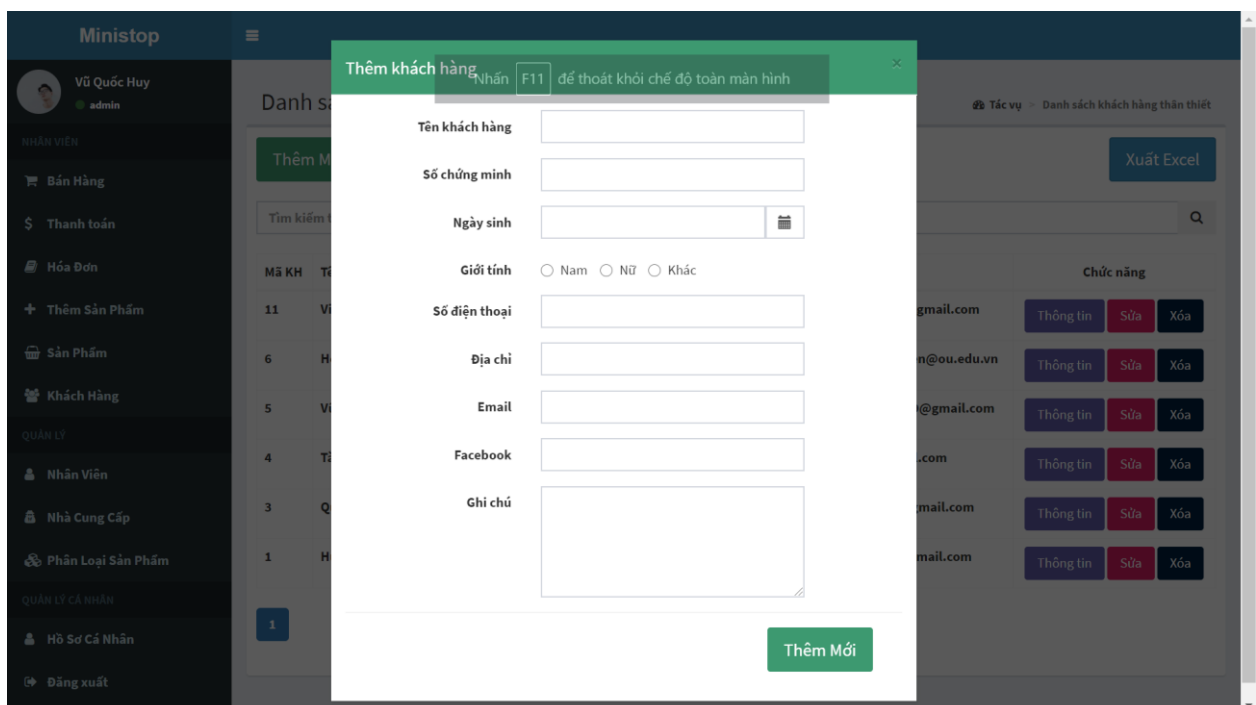 Ministop
Vũ Quốc Huy
admin
NHÂN VIÊN
Bán Hàng
Thanh toán
Hóa Đơn
Thêm Sản Phẩm
Sản Phẩm
Khách Hàng
QUẢN LÝ
Nhân Viên
Nhà Cung Cấp
Phân Loại Sản Phẩm
QUẢN LÝ CÁ NHÂN
Hồ Sơ Cá Nhân
Đăng xuất
Thêm khách hàng
×
Nhấn F11 để thoát khỏi chế độ toàn màn hình
Danh
Tác vụ > Danh sách khách hàng thân thiết
Thêm
Xuất Excel
Tìm kiếm
Tên khách hàng
Số chứng minh
Ngày sinh
Giới tính Nam Nữ Khác
Số điện thoại
Địa chỉ
Email
Facebook
Ghi chú
Thêm Mới
Mã KH Chức năng
11 gmail.com Thông tin Sửa Xóa
6 n@ou.edu.vn Thông tin Sửa Xóa
5 @gmail.com Thông tin Sửa Xóa
4 .com Thông tin Sửa Xóa
3 mail.com Thông tin Sửa Xóa
1 mail.com Thông tin Sửa Xóa
1